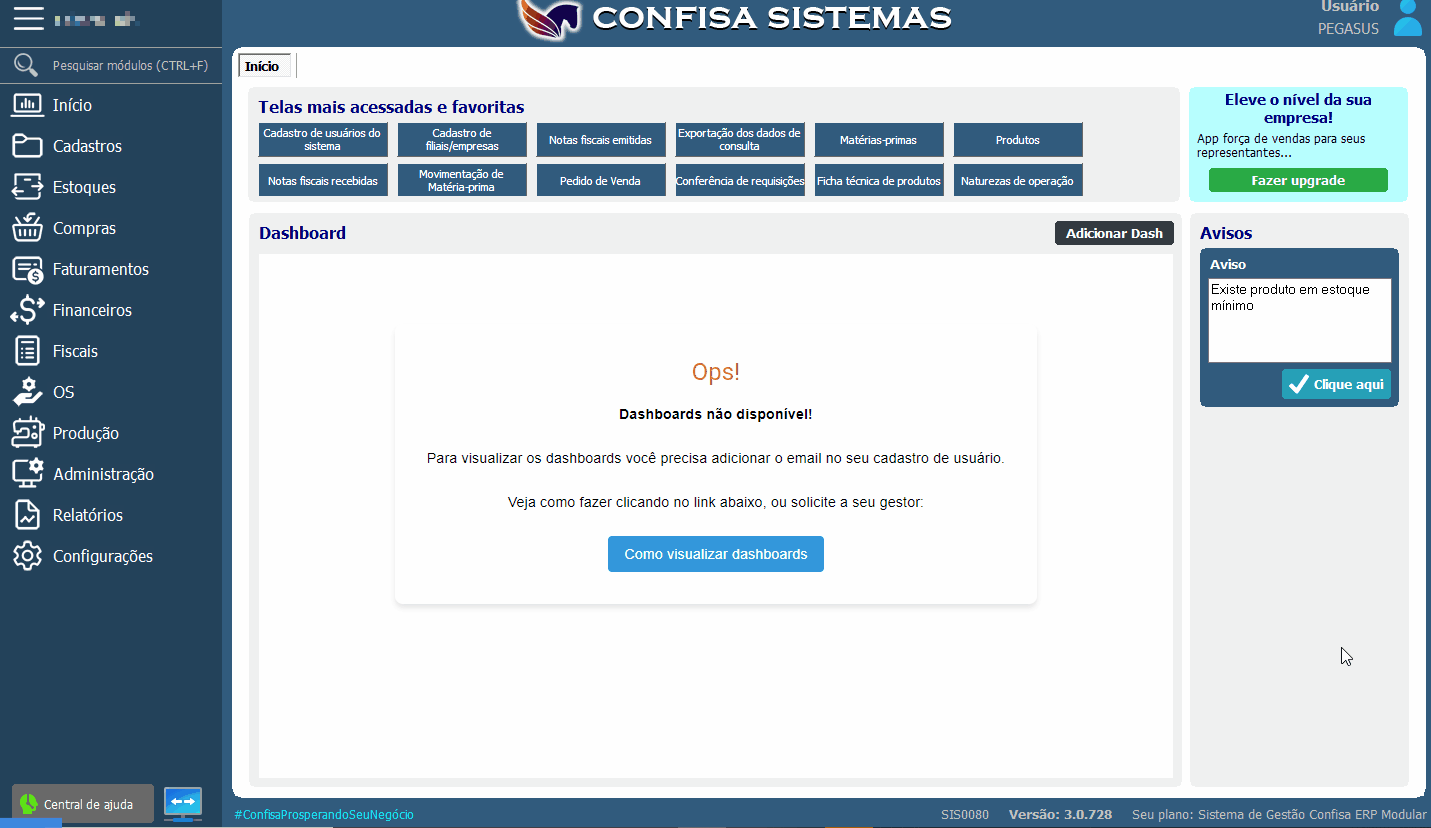 CONFISA SISTEMAS
Usuário
PEGASUS
Pesquisar módulos (CTRL+F)
Início
Cadastros
Estoques
Compras
Faturamentos
Financeiros
Fiscais
OS
Produção
Administração
Relatórios
Configurações
Central de ajuda
Início
Telas mais acessadas e favoritas
Cadastro de usuários do
sistema
Cadastro de
filiais/empresas
Notas fiscais emitidas
Exportação dos dados de
consulta
Matérias-primas
Produtos
Notas fiscais recebidas
Movimentação de
Matéria-prima
Pedido de Venda
Conferência de requisições
Ficha técnica de produtos
Naturezas de operação
Eleve o nível da sua
empresa!
App força de vendas para seus
representantes...
Fazer upgrade
Dashboard
Adicionar Dash
Ops!
Dashboards não disponível!
Para visualizar os dashboards você precisa adicionar o email no seu cadastro de usuário.
Veja como fazer clicando no link abaixo, ou solicite a seu gestor:
Como visualizar dashboards
Avisos
Aviso
Existe produto em estoque
mínimo
Clique aqui
#ConfisaProsperandoSeuNegócio
SIS0080
Versão: 3.0.728
Seu plano: Sistema de Gestão Confisa ERP Modular